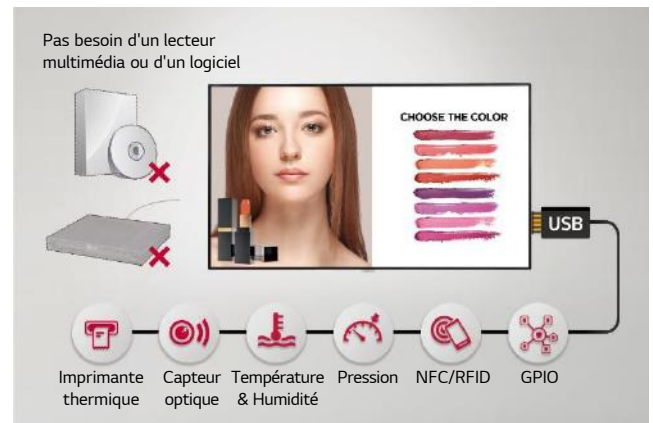 Pas besoin d'un lecteur
multimédia ou d'un logiciel
CHOOSE THE COLOR
USB
Imprimante
thermique
Capteur
optique
Température
& Humidité
Pression
NFC/RFID
GPIO